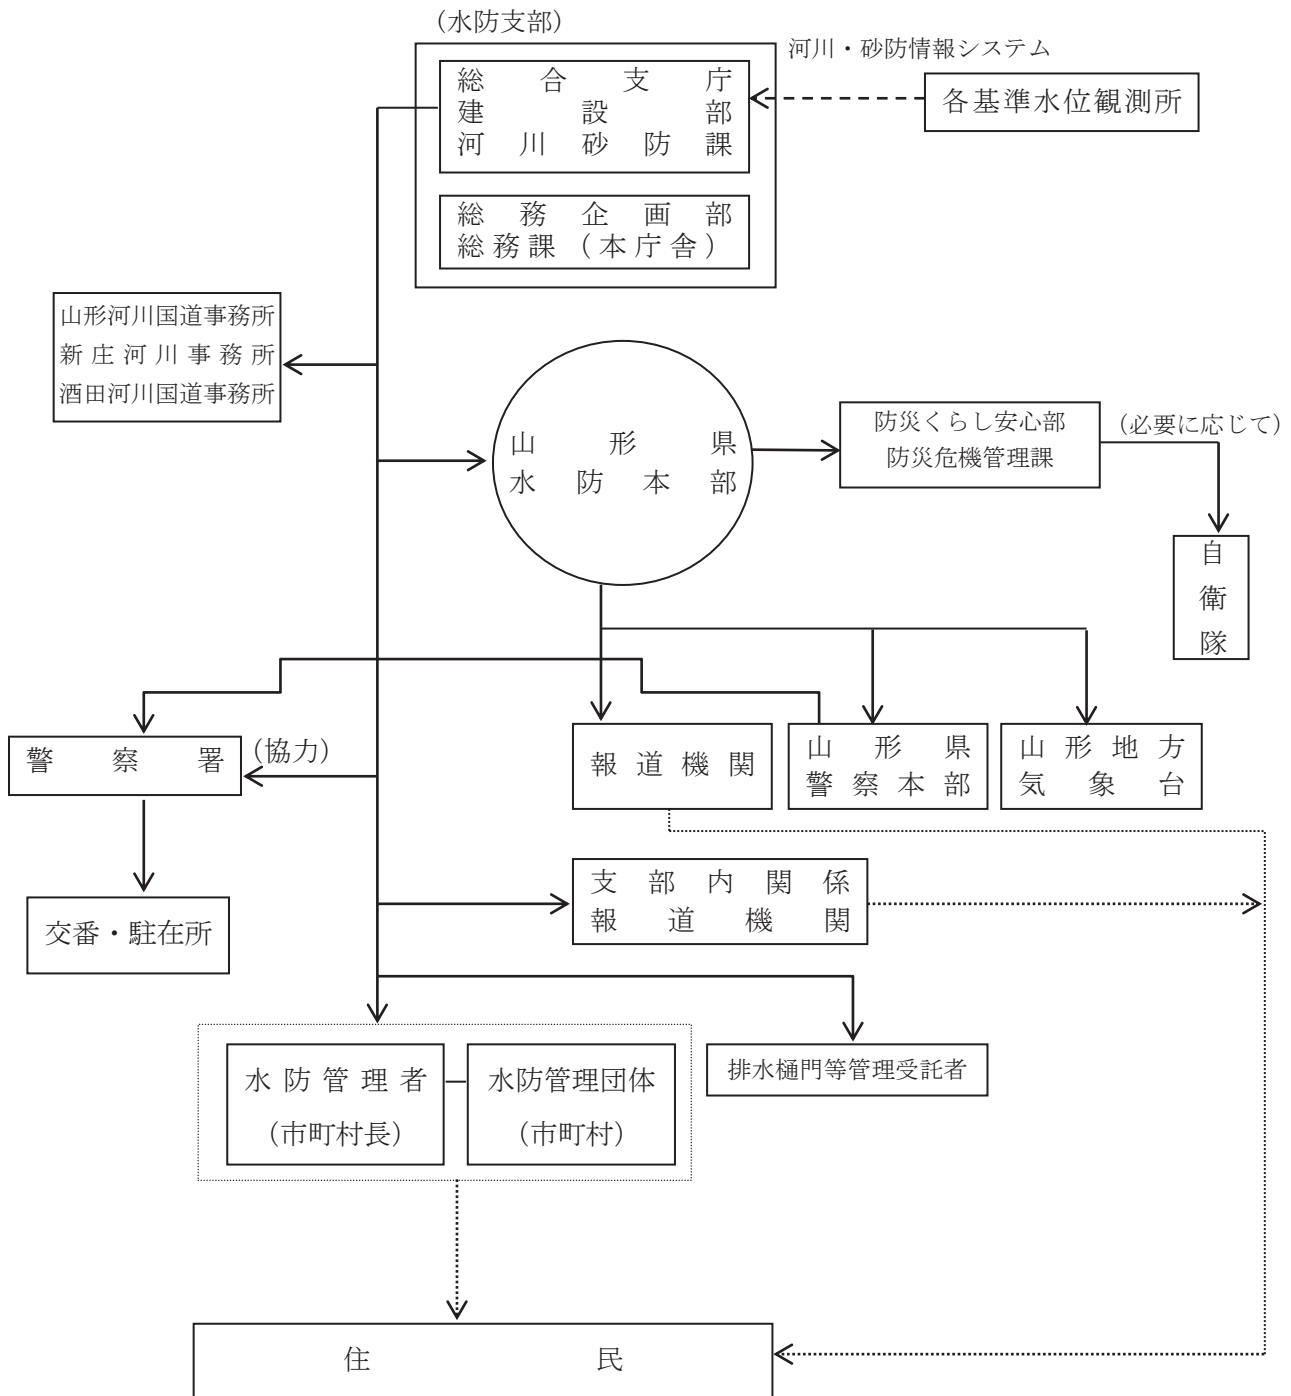 （水防支部）
河川・砂防情報システム
総合支庁
建設部
河川砂防課
各基準水位観測所
総務企画部
総務課（本庁舎）
山形河川国道事務所
新庄河川事務所
酒田河川国道事務所
山形県
水防本部
防災くらし安心部
防災危機管理課
（必要に応じて）
自衛隊
警察署
（協力）
報道機関
山形県
警察本部
山形地方
気象台
交番・駐在所
支部内関係
報道機関
水防管理者
（市町村長）
水防管理団体
（市町村）
排水樋門等管理受託者
住民